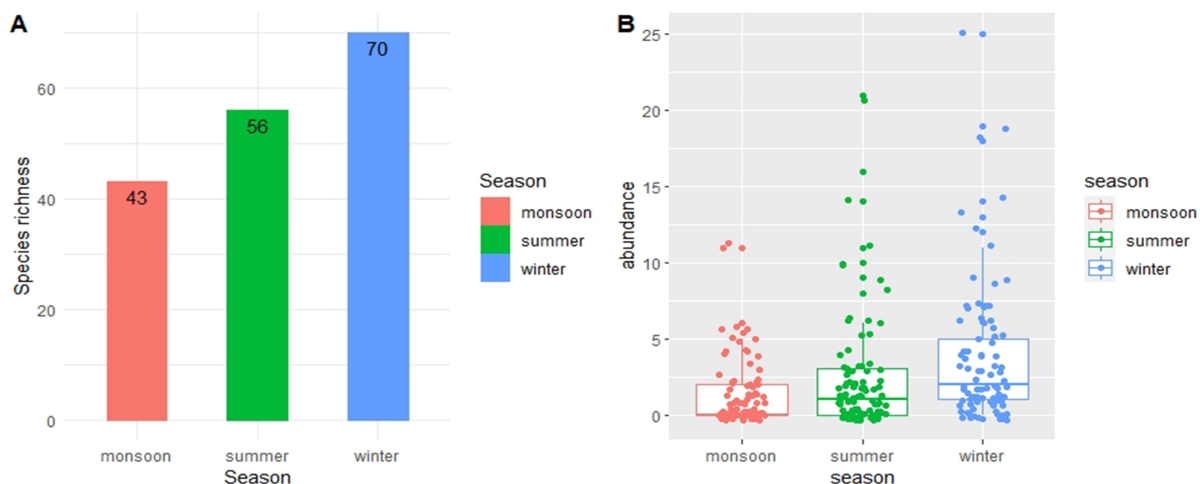 A
Species richness
60
40
20
0
70
56
43
monsoon summer winter
Season
Season
monsoon
summer
winter
B
abundance
25
20
15
10
5
0
monsoon summer winter
season
season
monsoon
summer
winter